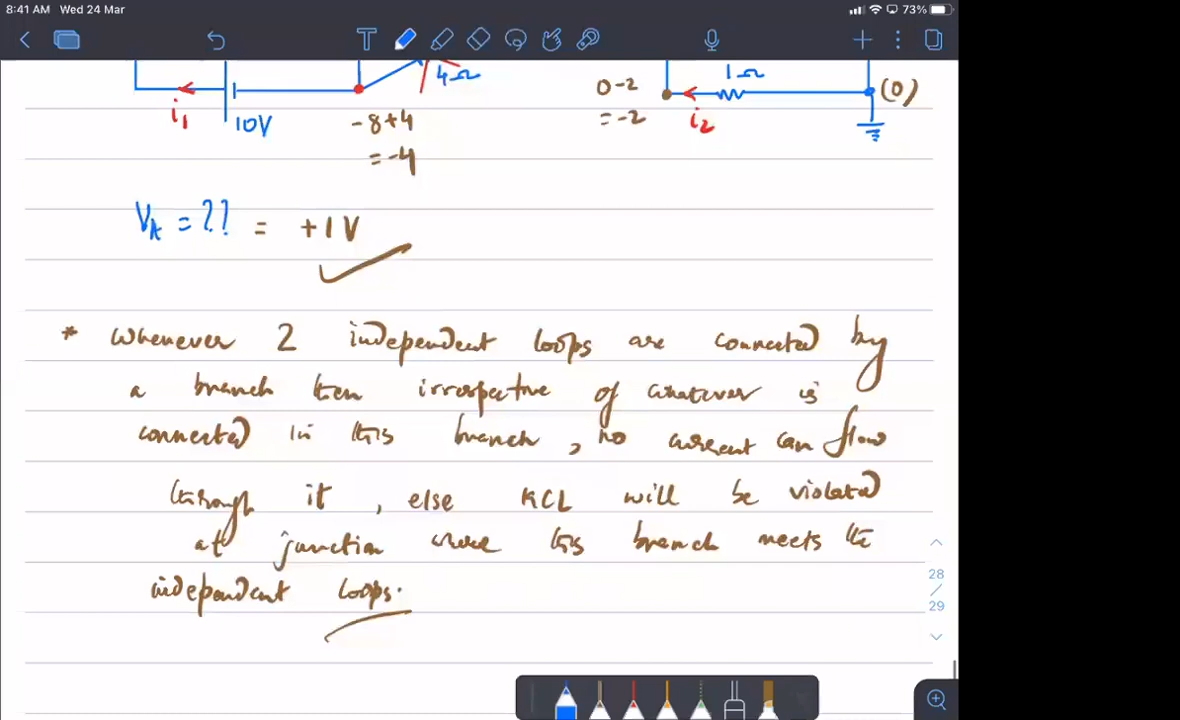 8:41 AM Wed 24 Mar
73%
4Ω
1Ω
0-2
(0)
i1
10V
-8+4
= -2
i2
= -4
VA = ?? = +1V
* Whenever 2 independent loops are connected by
a branch then irrespective of whatever is
connected in this branch, no current can flow
through it, else KCL will be violated
at junction where this branch meets the
independent loops.
28
/
29